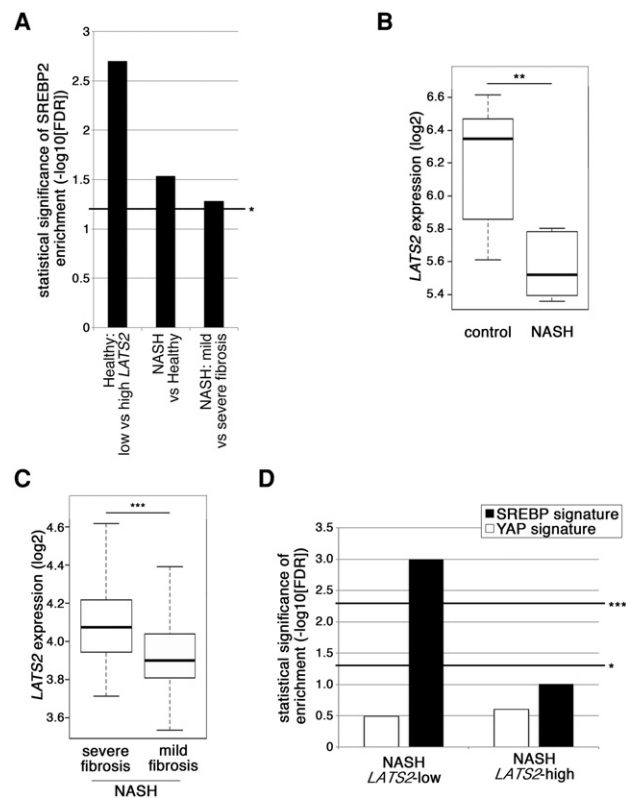 A
statistical significance of SREBP2
enrichment (-log10[FDR])
3
2.5
2
1.5
1
0.5
0
*
Healthy:
low vs high LATS2
NASH
vs Healthy
NASH: mild
vs severe fibrosis
B
LATS2 expression (log2)
6.6
6.4
6.2
6.0
5.8
5.6
5.4
**
control NASH
C
LATS2 expression (log2)
4.6
4.4
4.2
4.0
3.8
3.6
***
severe
fibrosis
mild
fibrosis
NASH
D
SREBP signature
YAP signature
statistical significance of
enrichment (-log10[FDR])
3.5
3.0
2.5
2.0
1.5
1.0
0.5
0
***
*
NASH
LATS2-low
NASH
LATS2-high